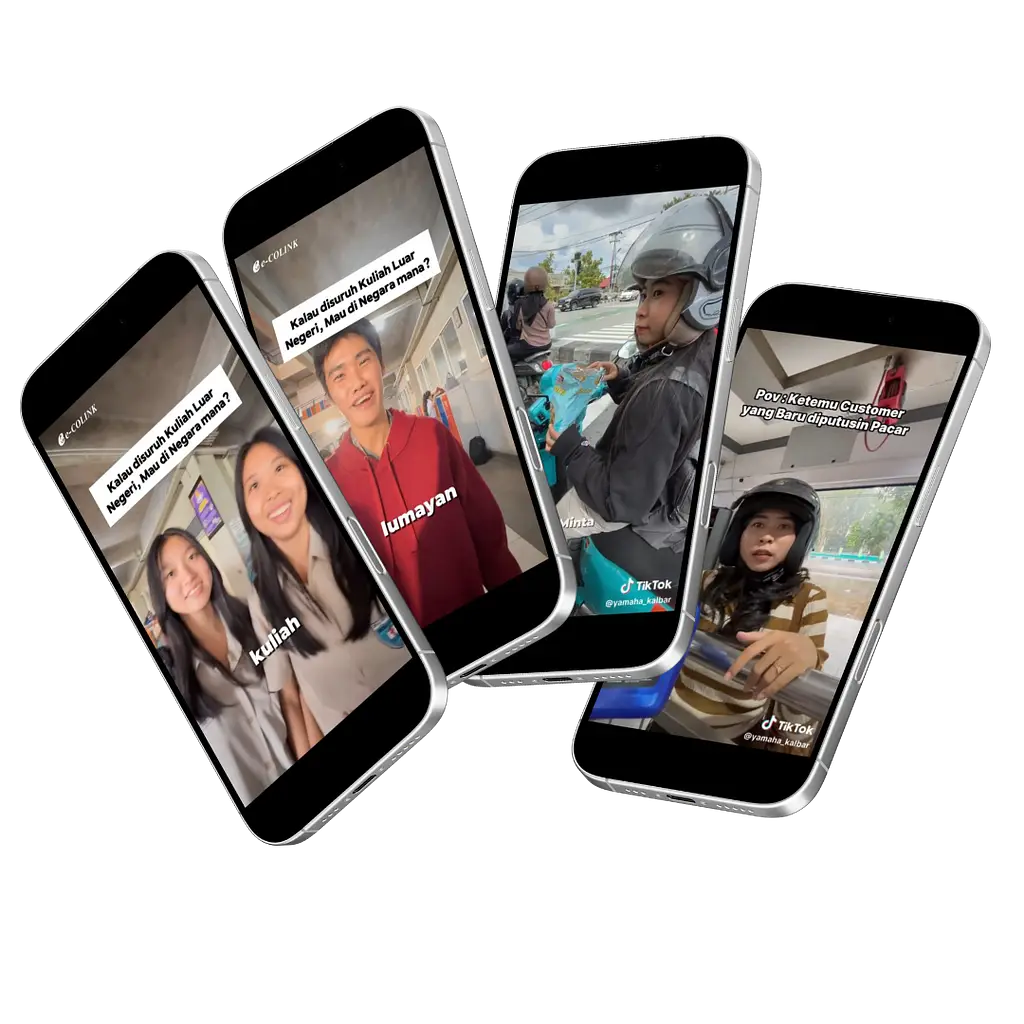 e-COLINK
Kalau disuruh Kuliah Luar
Negeri, Mau di Negara mana?
kuliah
e-COLINK
Kalau disuruh Kuliah Luar
Negeri, Mau di Negara mana?
lumayan
Minta
TikTok
@yamaha_kalbar
Pov: Ketemu Customer
yang Baru diputusin Pacar
TikTok
@yamaha_kalbar